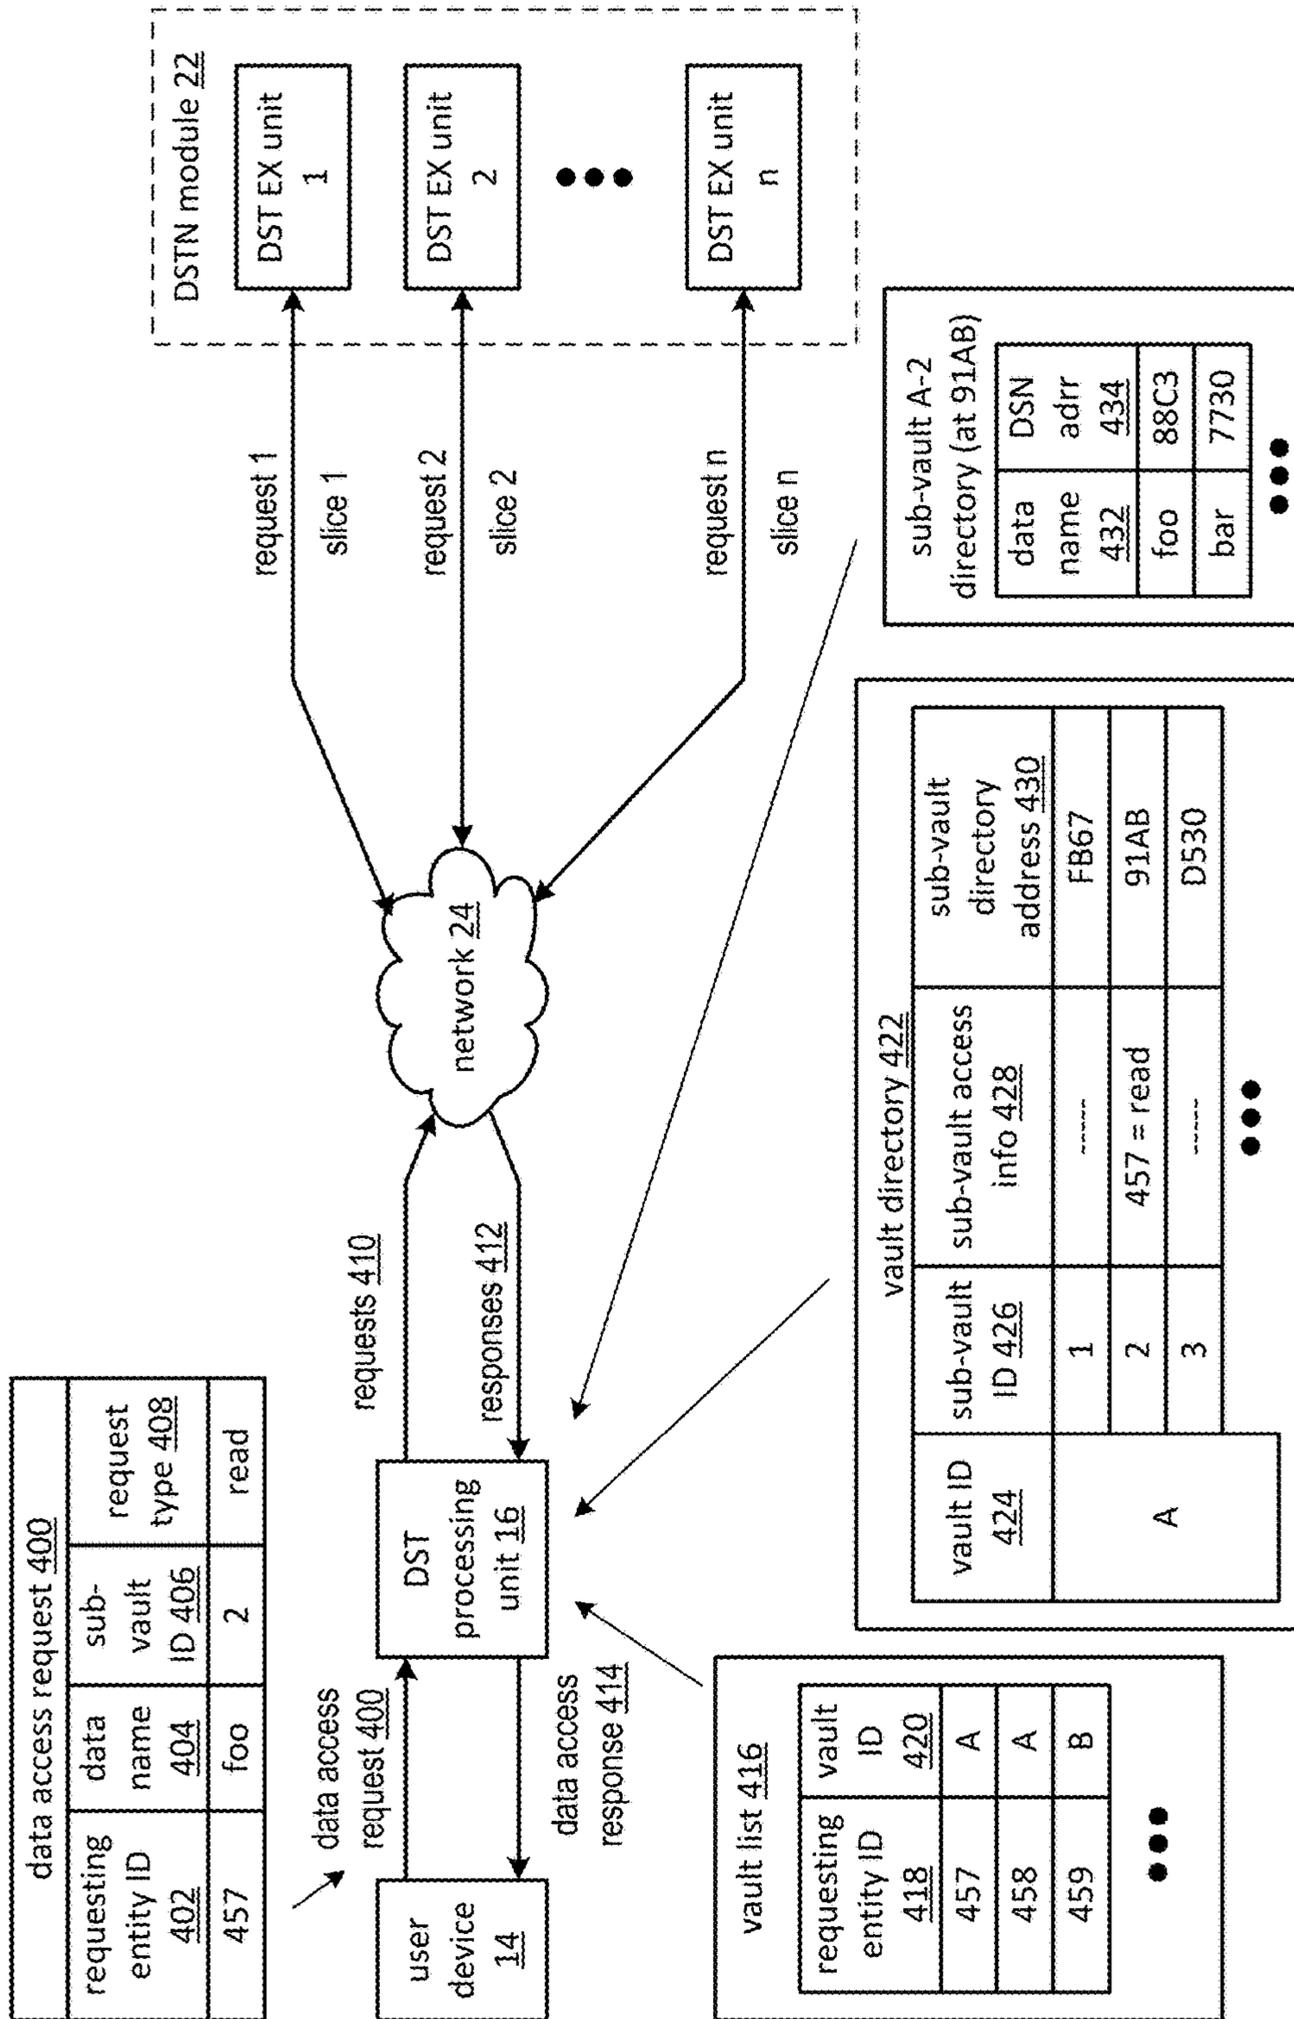 data access request 400
requesting
entity ID
402
data
name
404
sub-
vault
ID 406
request
type 408
457
foo
2
read
user
device
14
data access
request 400
data access
response 414
DST
processing
unit 16
requests 410
responses 412
network 24
request 1
slice 1
request 2
slice 2
request n
slice n
DSTN module 22
DST EX unit
1
DST EX unit
2
DST EX unit
n
vault list 416
requesting
entity ID
418
vault
ID
420
457
A
458
A
459
B
vault directory 422
vault ID
424
sub-vault
ID 426
sub-vault access
info 428
sub-vault
directory
address 430
A
1
-----
FB67
2
457 = read
91AB
3
-----
D530
sub-vault A-2
directory (at 91AB)
data
name
432
DSN
adrr
434
foo
88C3
bar
7730